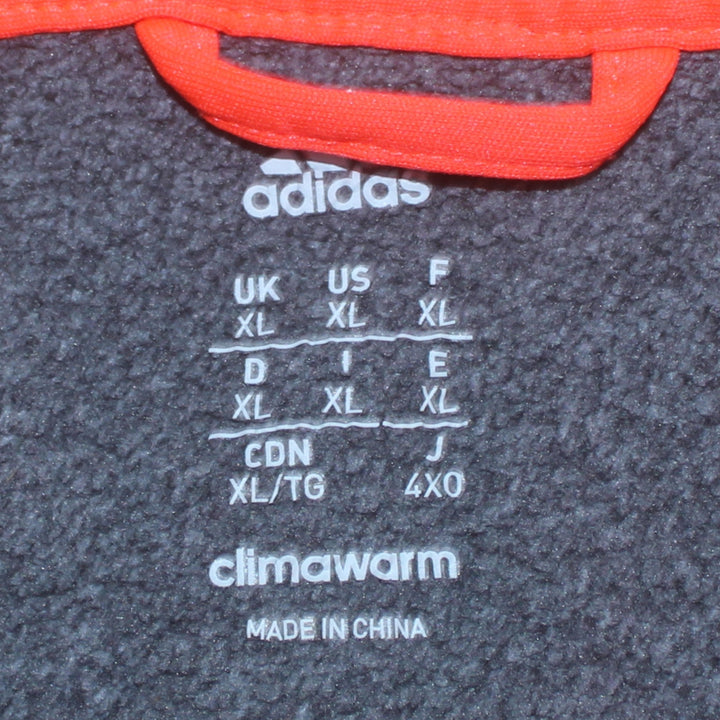 adidas
UK US F
XL XL XL
D I E
XL XL XL
CDN J
XL/TG 4XO
climawarm
MADE IN CHINA